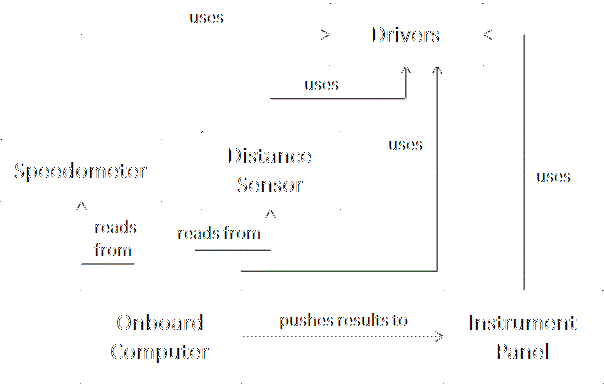 uses
Drivers
uses
uses
Distance
Sensor
Speedometer
uses
reads
from
reads from
pushes results to
Onboard
Computer
Instrument
Panel